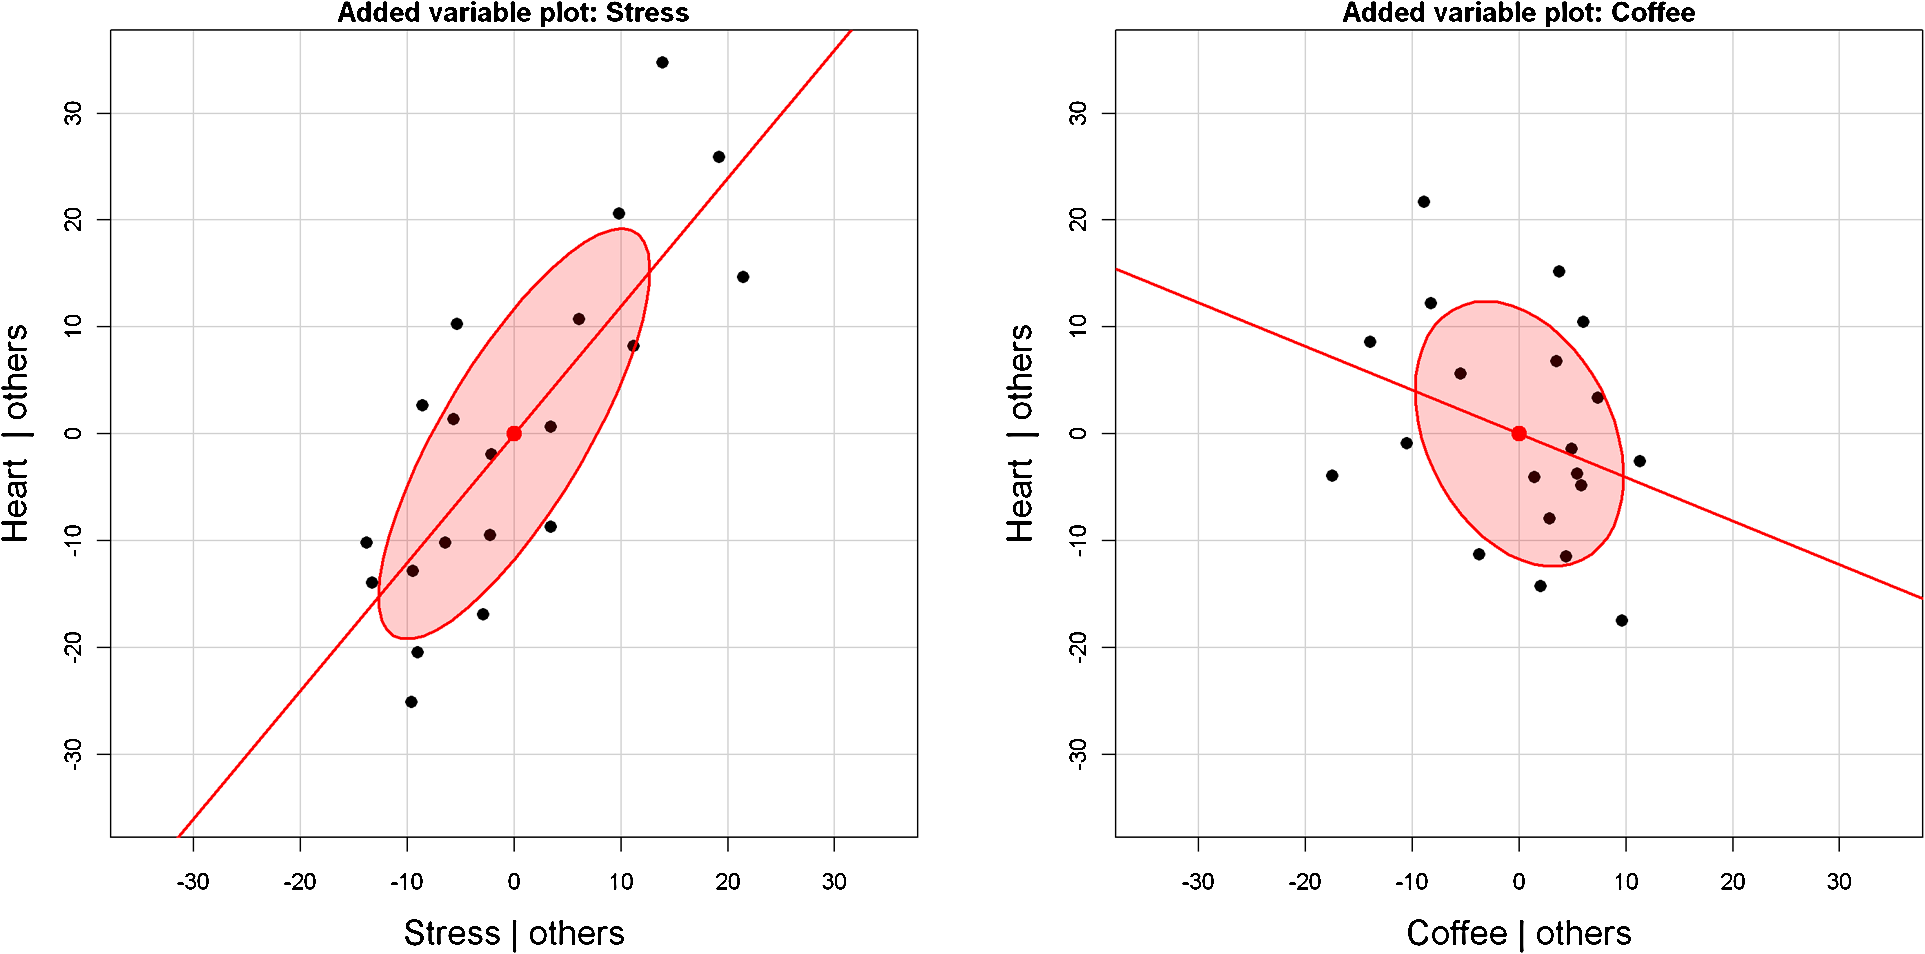 Added variable plot: Stress
Heart | others
30
20
10
0
-10
-20
-30
-30 -20 -10 0 10 20 30
Stress | others
Added variable plot: Coffee
Heart | others
30
20
10
0
-10
-20
-30
-30 -20 -10 0 10 20 30
Coffee | others